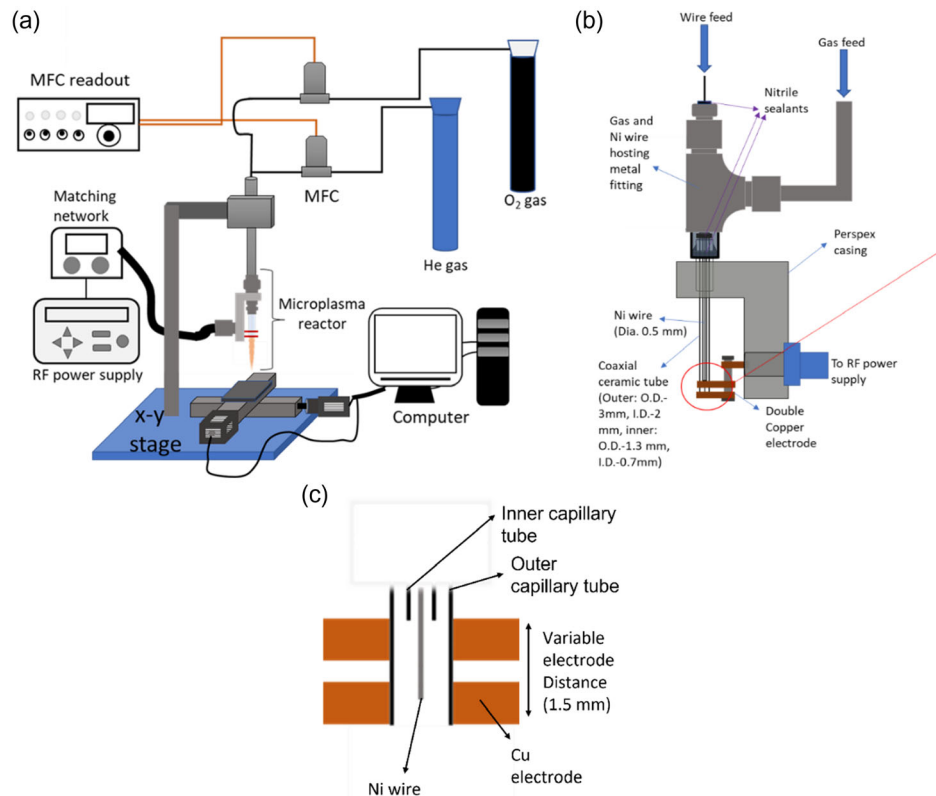 (a)
MFC readout
MFC
O₂ gas
He gas
Matching
network
RF power supply
Microplasma
reactor
Computer
x-y
stage
(b)
Wire feed
Gas feed
Nitrile
sealants
Gas and
Ni wire
hosting
metal
fitting
Perspex
casing
Ni wire
(Dia. 0.5 mm)
Coaxial
ceramic tube
(Outer: O.D.-
3mm, I.D.-2
mm, inner:
O.D.-1.3 mm,
I.D.-0.7mm)
To RF power
supply
Double
Copper
electrode
(c)
Inner capillary
tube
Outer
capillary tube
Variable
electrode
Distance
(1.5 mm)
Cu
electrode
Ni wire